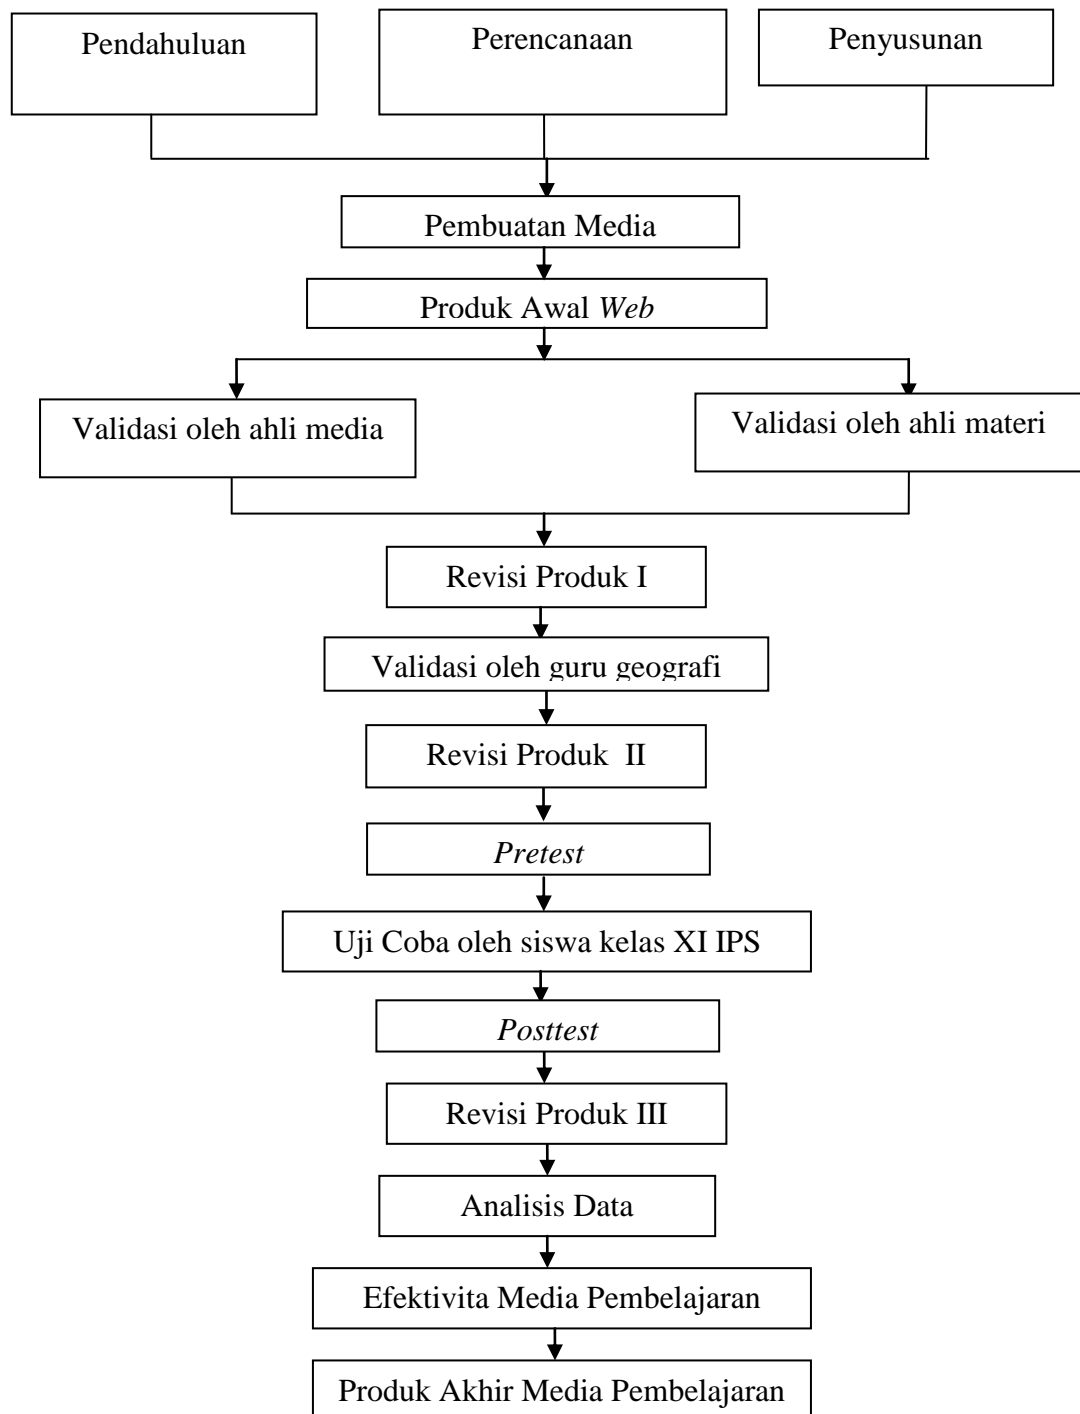 Pendahuluan
Perencanaan
Penyusunan
Pembuatan Media
Produk Awal Web
Validasi oleh ahli media
Validasi oleh ahli materi
Revisi Produk I
Validasi oleh guru geografi
Revisi Produk  II
Pretest
Uji Coba oleh siswa kelas XI IPS
Posttest
Revisi Produk III
Analisis Data
Efektivita Media Pembelajaran
Produk Akhir Media Pembelajaran